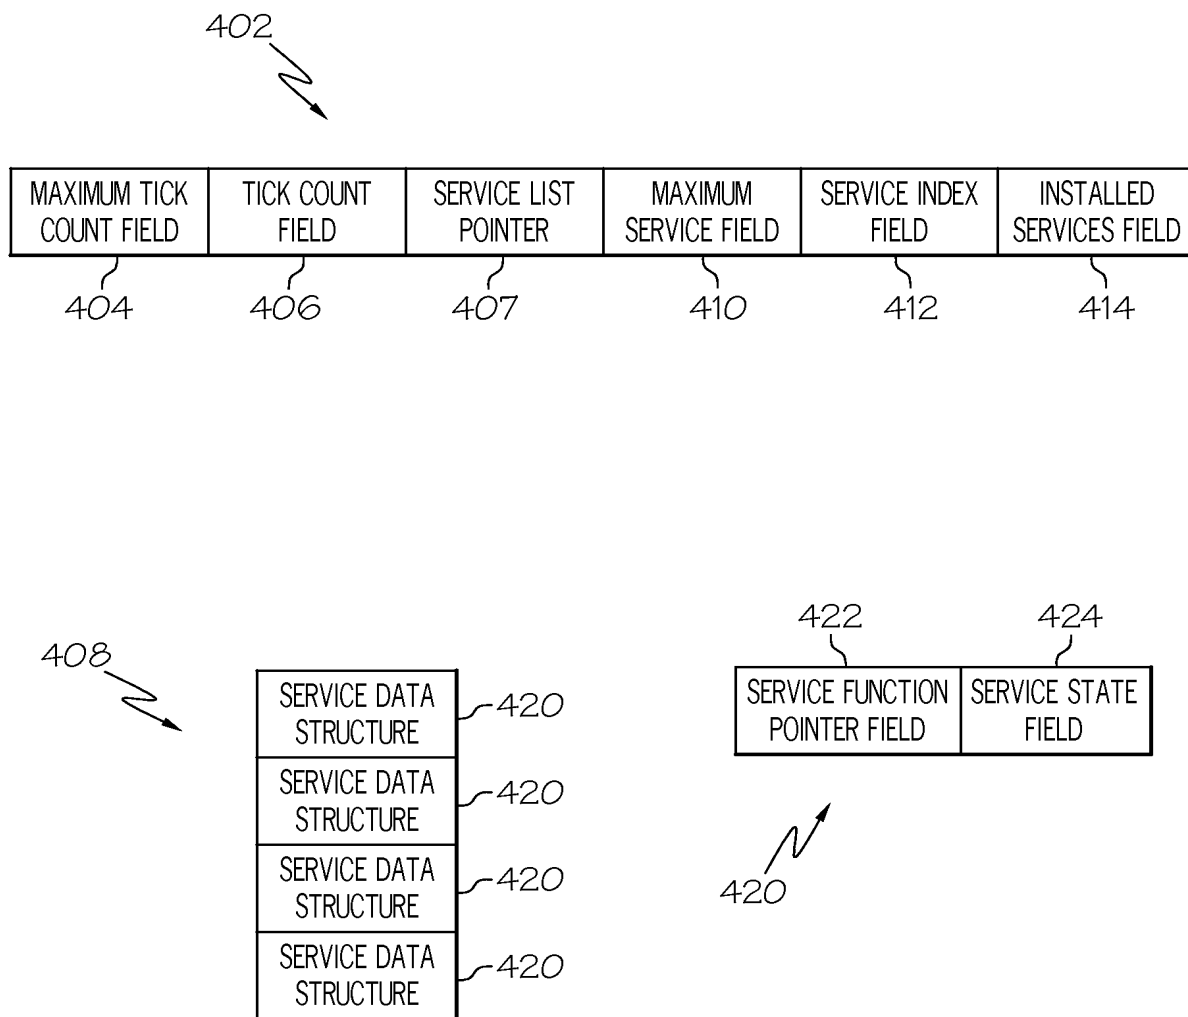 402
MAXIMUM TICK
COUNT FIELD
TICK COUNT
FIELD
SERVICE LIST
POINTER
MAXIMUM
SERVICE FIELD
SERVICE INDEX
FIELD
INSTALLED
SERVICES FIELD
404
406
407
410
412
414
408
SERVICE DATA
STRUCTURE
420
SERVICE DATA
STRUCTURE
420
SERVICE DATA
STRUCTURE
420
SERVICE DATA
STRUCTURE
420
422
424
SERVICE FUNCTION
POINTER FIELD
SERVICE STATE
FIELD
420